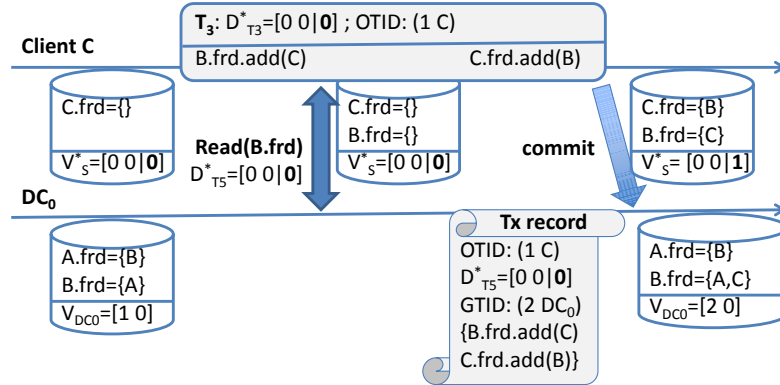 T3: D*T3=[0 0|0] ; OTID: (1 C)
Client C
B.frd.add(C) C.frd.add(B)
C.frd={}
V*S=[0 0|0]
Read(B.frd)
D*T5=[0 0|0]
C.frd={}
B.frd={}
V*S=[0 0|0]
commit
C.frd={B}
B.frd={C}
V*S= [0 0|1]
DC0
A.frd={B}
B.frd={A}
VDC0=[1 0]
Tx record
OTID: (1 C)
D*T5=[0 0|0]
GTID: (2 DC0)
{B.frd.add(C)
C.frd.add(B)}
A.frd={B}
B.frd={A,C}
VDC0=[2 0]